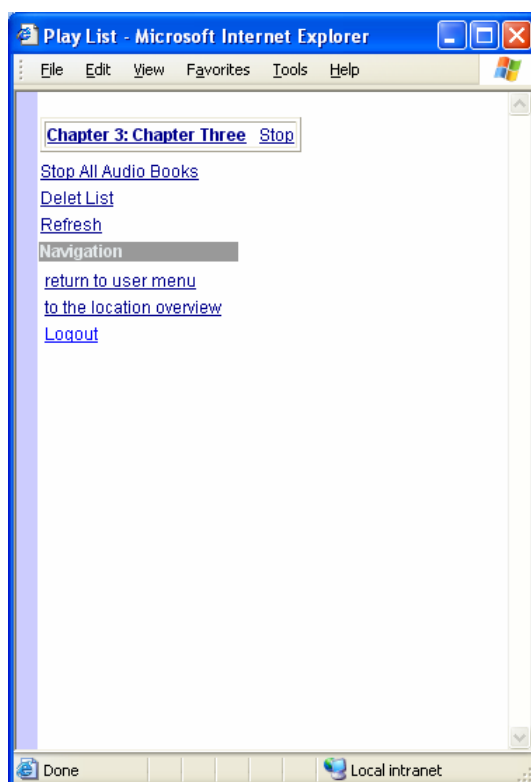 Play List - Microsoft Internet Explorer
File Edit View Favorites Tools Help
Chapter 3: Chapter Three Stop
Stop All Audio Books
Delet List
Refresh
Navigation
return to user menu
to the location overview
Logout
Done Local intranet